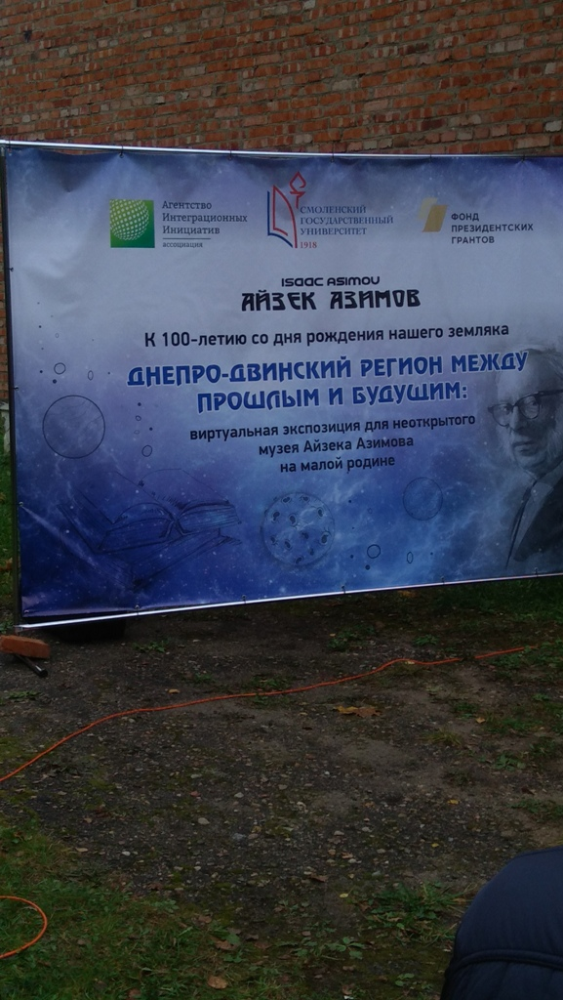 Агентство
Интеграционных
Инициатив
ассоциация
СМОЛЕНСКИЙ
ГОСУДАРСТВЕННЫЙ
УНИВЕРСИТЕТ
1918
ФОНД
ПРЕЗИДЕНТСКИХ
ГРАНТОВ
ISAAC ASIMOV
АЙЗЕК АЗИМОВ
К 100-летию со дня рождения нашего земляка
ДНЕПРО-ДВИНСКИЙ РЕГИОН МЕЖДУ
ПРОШЛЫМ И БУДУЩИМ:
виртуальная экспозиция для неоткрытого
музея Айзека Азимова
на малой родине